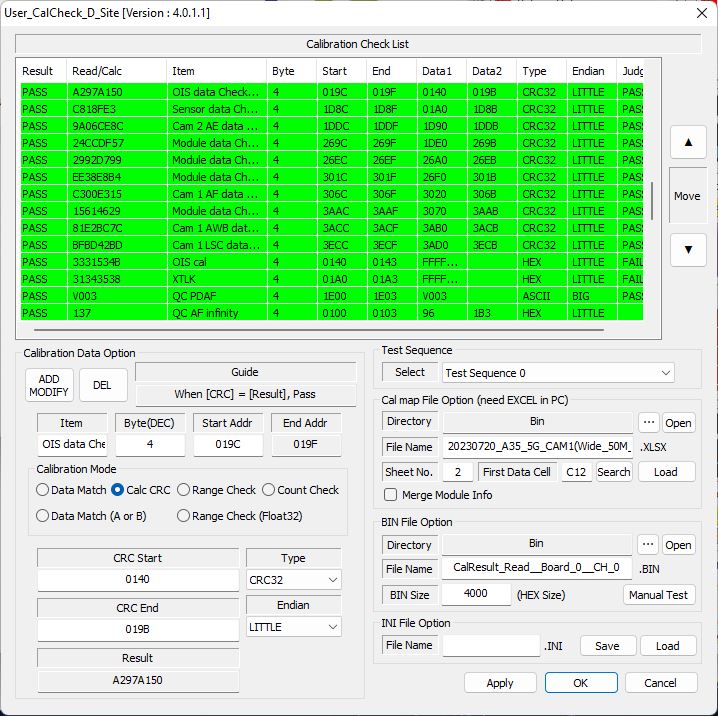 User_CalCheck_D_Site [Version : 4.0.1.1]
Calibration Check List
Result Read/Calc Item Byte Start End Data1 Data2 Type Endian Judg
PASS A297A150 OIS data Check... 4 019C 019F 0140 019B CRC32 LITTLE PAS
PASS C818FE3 Sensor data Ch... 4 1D8C 1D8F 01A0 1D8B CRC32 LITTLE PAS
PASS 9A06CE8C Cam 2 AE data ... 4 1DDC 1DDF 1D90 1DDB CRC32 LITTLE PAS
PASS 24CCDF57 Module data Ch... 4 269C 269F 1DE0 269B CRC32 LITTLE PAS
PASS 2992D799 Module data Ch... 4 26EC 26EF 26A0 26EB CRC32 LITTLE PAS
PASS EE38E8B4 Module data Ch... 4 301C 301F 26F0 301B CRC32 LITTLE PAS
PASS C300E315 Cam 1 AF data ... 4 306C 306F 3020 306B CRC32 LITTLE PAS
PASS 15614629 Module data Ch... 4 3AAC 3AAF 3070 3AAB CRC32 LITTLE PAS
PASS 81E2BC7C Cam 1 AWB data... 4 3ACC 3ACF 3AB0 3ACB CRC32 LITTLE PAS
PASS BFBD42BD Cam 1 LSC data... 4 3ECC 3ECF 3AD0 3ECB CRC32 LITTLE PAS
PASS 3331534B OIS cal 4 0140 0143 FFFF... HEX LITTLE FAIL
PASS 31343538 XTLK 4 01A0 01A3 FFFF... HEX LITTLE FAIL
PASS V003 QC PDAF 4 1E00 1E03 V003 ASCII BIG PAS
PASS 137 QC AF infinity 4 0100 0103 96 1B3 HEX LITTLE
Move
Calibration Data Option
ADD
MODIFY
DEL
Guide
When [CRC] = [Result], Pass
Item Byte(DEC) Start Addr End Addr
OIS data Che 4 019C 019F
Calibration Mode
Data Match Calc CRC Range Check Count Check
Data Match (A or B) Range Check (Float32)
CRC Start Type
0140 CRC32
CRC End Endian
019B LITTLE
Result
A297A150
Test Sequence
Select Test Sequence 0
Cal map File Option (need EXCEL in PC)
Directory Bin ... Open
File Name 20230720_A35_5G_CAM1(Wide_50M_ .XLSX
Sheet No. 2 First Data Cell C12 Search Load
Merge Module Info
BIN File Option
Directory Bin ... Open
File Name CalResult_Read__Board_0__CH_0 .BIN
BIN Size 4000 (HEX Size) Manual Test
INI File Option
File Name .INI Save Load
Apply OK Cancel